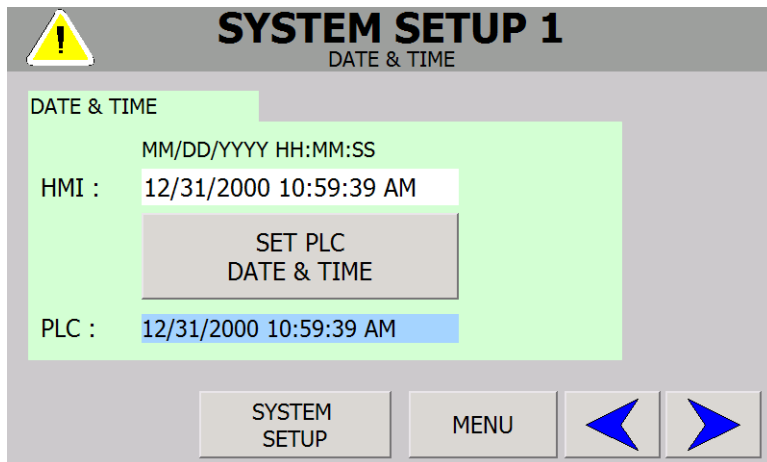 SYSTEM SETUP 1
DATE & TIME
DATE & TIME
MM/DD/YYYY HH:MM:SS
HMI : 12/31/2000 10:59:39 AM
SET PLC
DATE & TIME
PLC : 12/31/2000 10:59:39 AM
SYSTEM
SETUP
MENU